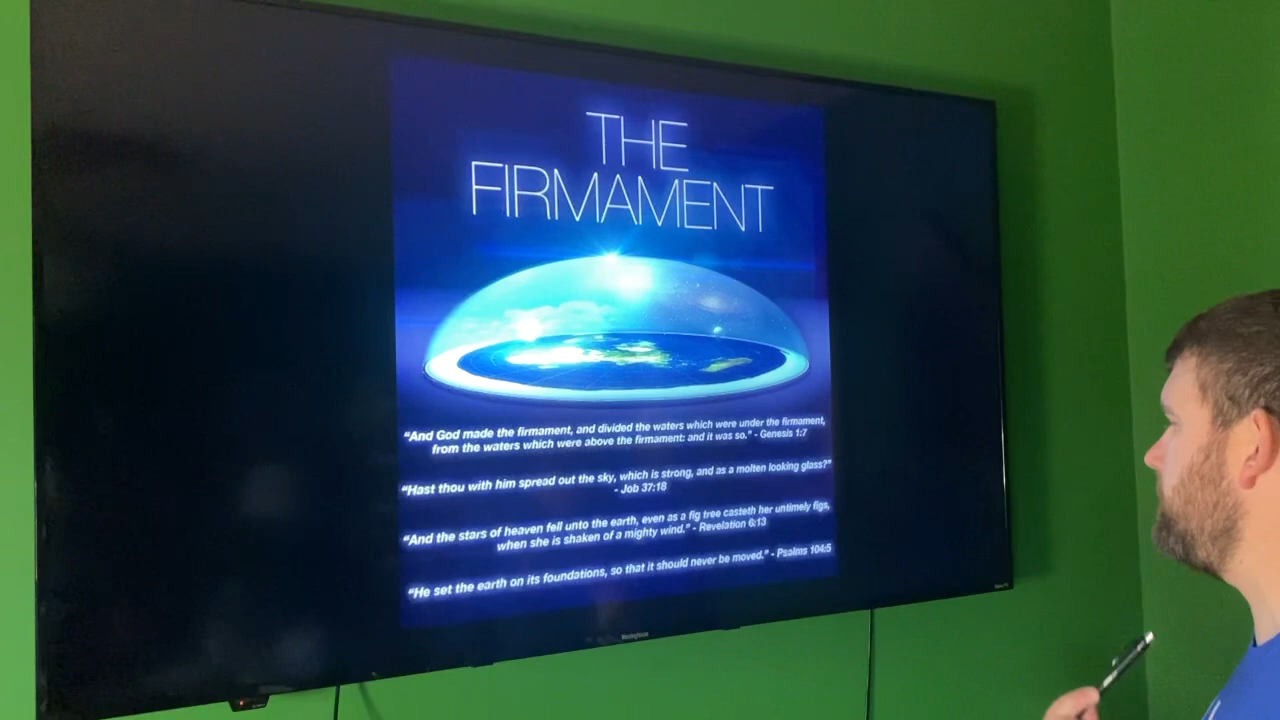 THE
FIRMAMENT
“And God made the firmament, and divided the waters which were under the firmament,
from the waters which were above the firmament: and it was so.” - Genesis 1:7
“Hast thou with him spread out the sky, which is strong, and as a molten looking glass?”
- Job 37:18
“And the stars of heaven fell unto the earth, even as a fig tree casteth her untimely figs,
when she is shaken of a mighty wind.” - Revelation 6:13
“He set the earth on its foundations, so that it should never be moved.” - Psalms 104:5
Westinghouse